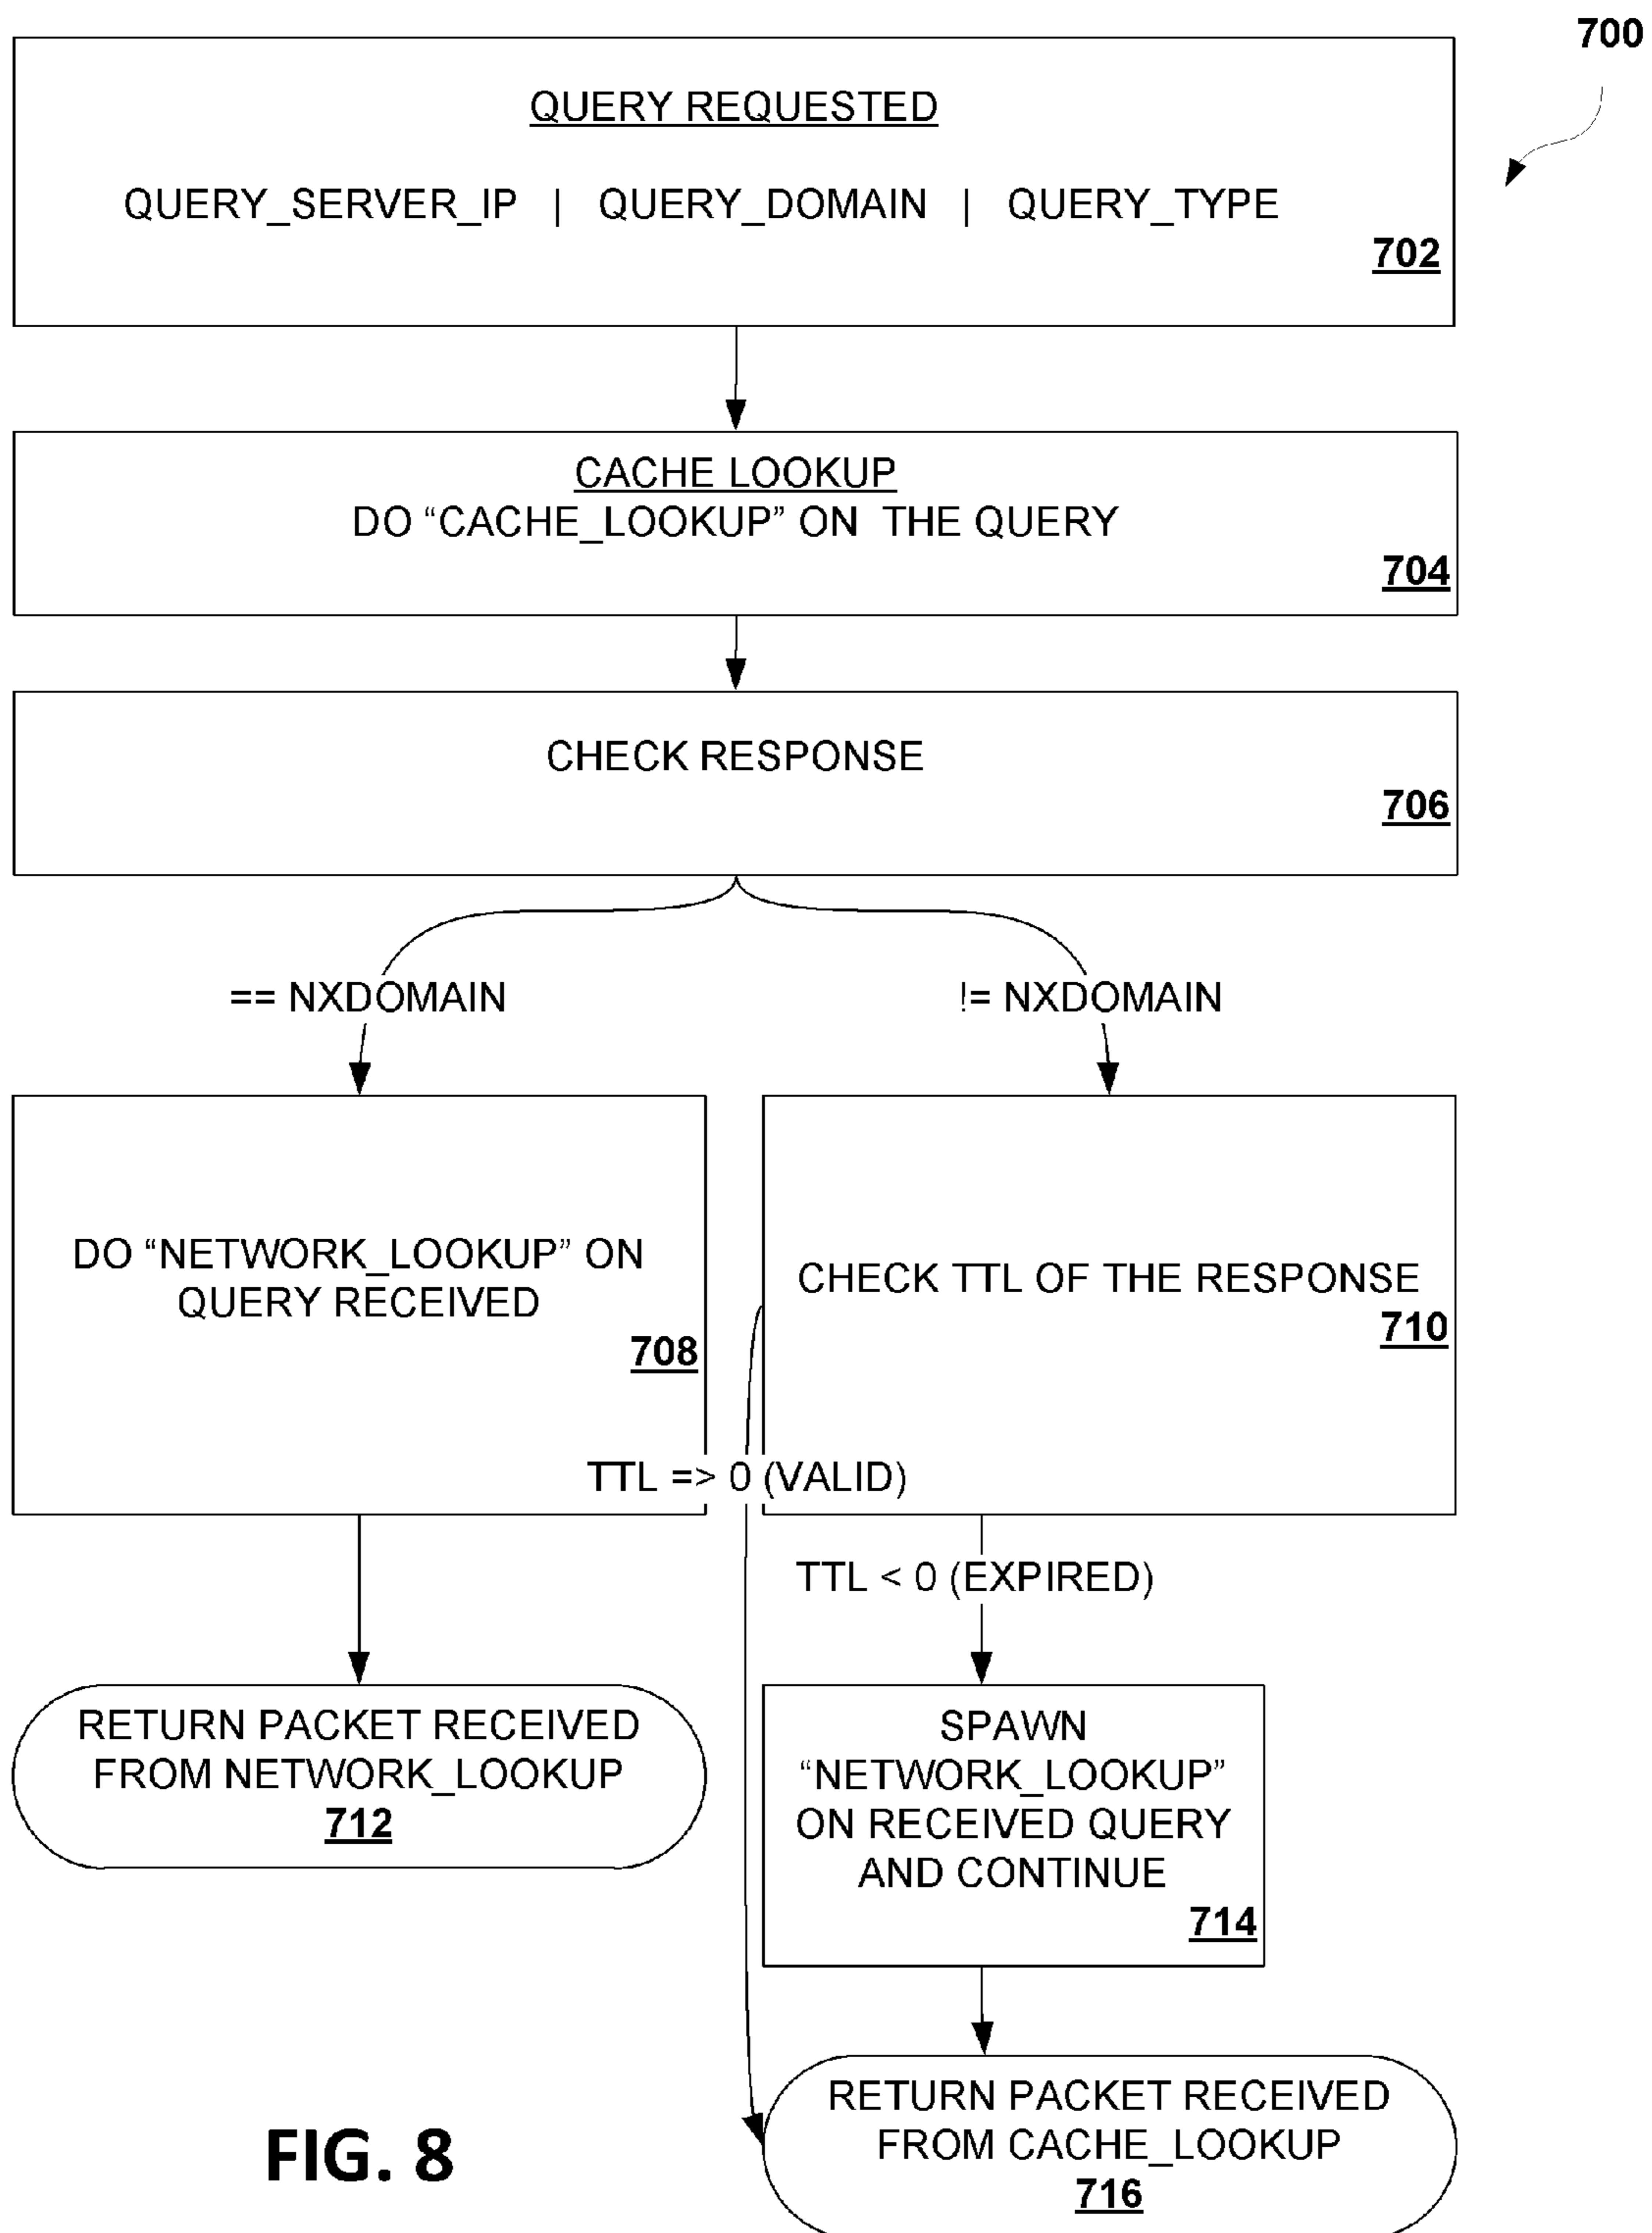 700
QUERY REQUESTED
QUERY_SERVER_IP | QUERY_DOMAIN | QUERY_TYPE
702
CACHE LOOKUP
DO “CACHE_LOOKUP” ON THE QUERY
704
CHECK RESPONSE
706
== NXDOMAIN
!= NXDOMAIN
DO “NETWORK_LOOKUP” ON
QUERY RECEIVED
708
CHECK TTL OF THE RESPONSE
710
TTL => 0 (VALID)
TTL < 0 (EXPIRED)
RETURN PACKET RECEIVED
FROM NETWORK_LOOKUP
712
SPAWN
“NETWORK_LOOKUP”
ON RECEIVED QUERY
AND CONTINUE
714
RETURN PACKET RECEIVED
FROM CACHE_LOOKUP
716
FIG. 8